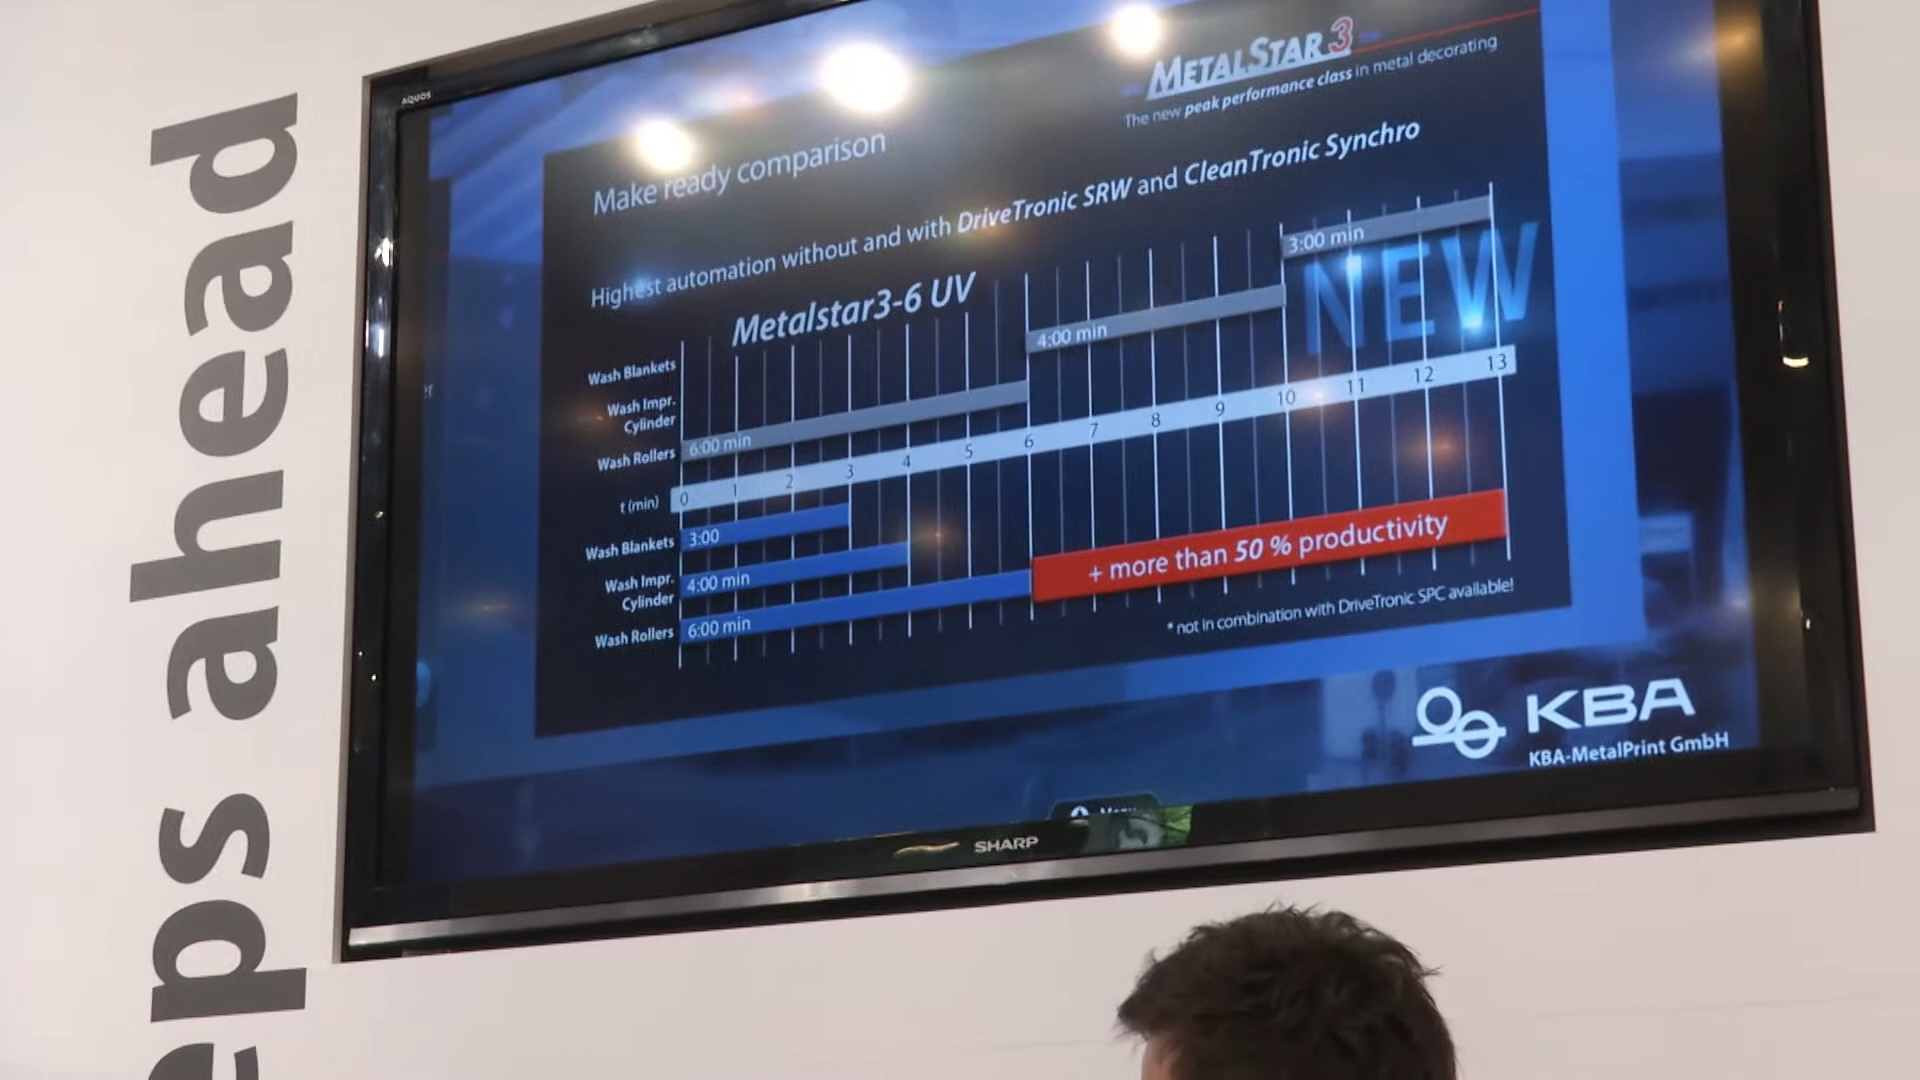 eps ahead
AQUOS
METALSTAR 3
The new peak performance class in metal decorating
Make ready comparison
Highest automation without and with DriveTronic SRW and CleanTronic Synchro
Metalstar3-6 UV
NEW
Wash Blankets
3:00 min
Wash Impr.
Cylinder
4:00 min
Wash Rollers
6:00 min
t (min)
0 1 2 3 4 5 6 7 8 9 10 11 12 13
Wash Blankets
3:00
Wash Impr.
Cylinder
4:00 min
Wash Rollers
6:00 min
+ more than 50 % productivity
* not in combination with DriveTronic SPC available!
KBA
KBA-MetalPrint GmbH
SHARP